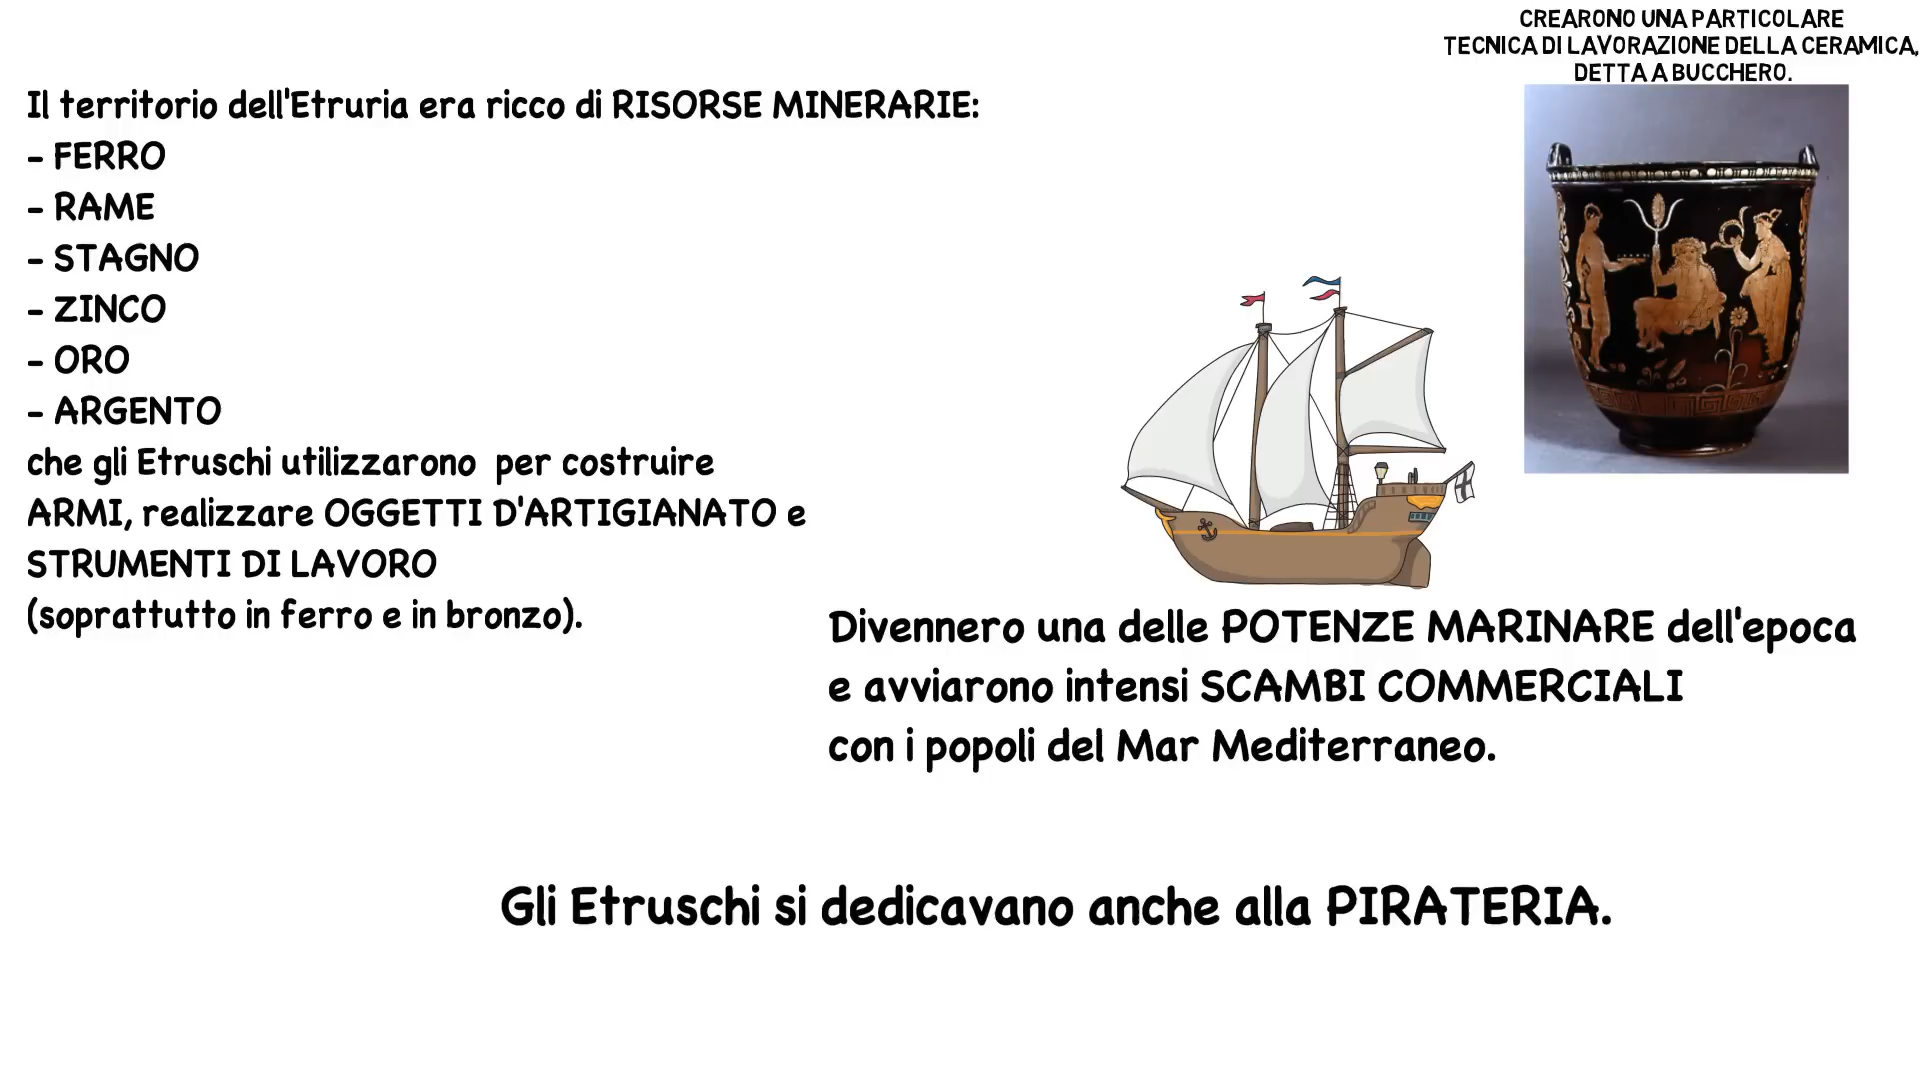 CREARONO UNA PARTICOLARE
TECNICA DI LAVORAZIONE DELLA CERAMICA,
DETTA A BUCCHERO.
Il territorio dell'Etruria era ricco di RISORSE MINERARIE:
- FERRO
- RAME
- STAGNO
- ZINCO
- ORO
- ARGENTO
che gli Etruschi utilizzarono  per costruire
ARMI, realizzare OGGETTI D'ARTIGIANATO e
STRUMENTI DI LAVORO
(soprattutto in ferro e in bronzo).
Divennero una delle POTENZE MARINARE dell'epoca
e avviarono intensi SCAMBI COMMERCIALI
con i popoli del Mar Mediterraneo.
Gli Etruschi si dedicavano anche alla PIRATERIA.